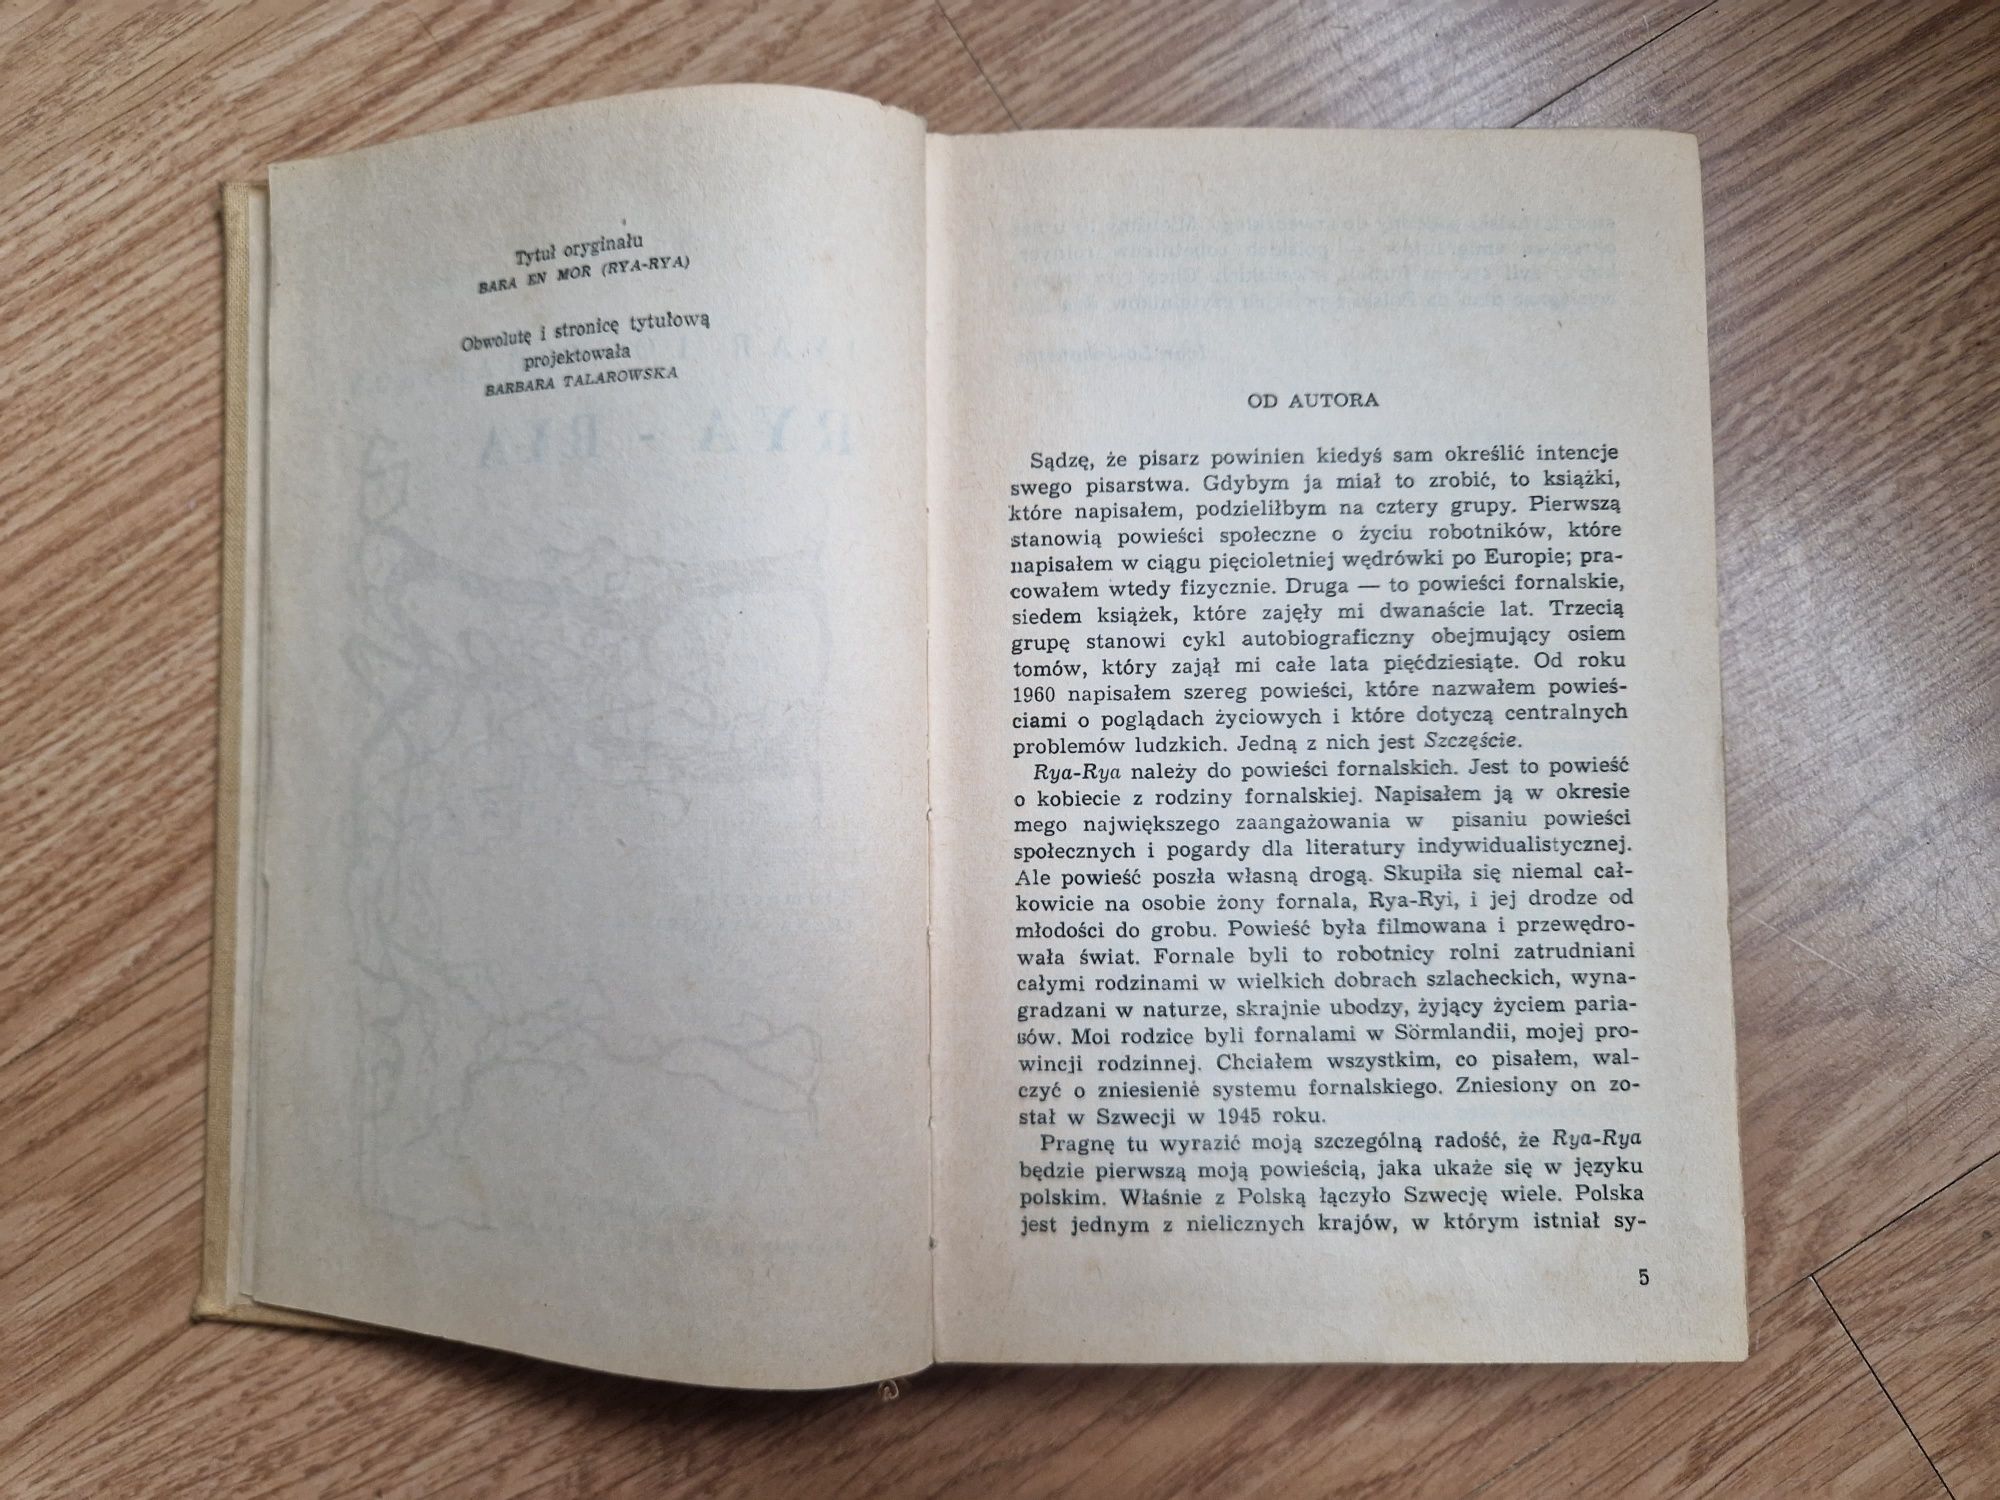 Tytuł oryginału
BARA EN MOR (RYA-RYA)
Obwolutę i stronicę tytułową
projektowała
BARBARA TALAROWSKA
RYA - RYA
OD AUTORA
Sądzę, że pisarz powinien kiedyś sam określić intencje
swego pisarstwa. Gdybym ja miał to zrobić, to książki,
które napisałem, podzieliłbym na cztery grupy. Pierwszą
stanowią powieści społeczne o życiu robotników, które
napisałem w ciągu pięcioletniej wędrówki po Europie; pra-
cowałem wtedy fizycznie. Druga — to powieści fornalskie,
siedem książek, które zajęły mi dwanaście lat. Trzecią
grupę stanowi cykl autobiograficzny obejmujący osiem
tomów, który zajął mi całe lata pięćdziesiąte. Od roku
1960 napisałem szereg powieści, które nazwałem powieś-
ciami o poglądach życiowych i które dotyczą centralnych
problemów ludzkich. Jedną z nich jest Szczęście.
Rya-Rya należy do powieści fornalskich. Jest to powieść
o kobiecie z rodziny fornalskiej. Napisałem ją w okresie
mego największego zaangażowania w pisaniu powieści
społecznych i pogardy dla literatury indywidualistycznej.
Ale powieść poszła własną drogą. Skupiła się niemal cał-
kowicie na osobie żony fornala, Rya-Ryi, i jej drodze od
młodości do grobu. Powieść była filmowana i przewędro-
wała świat. Fornale byli to robotnicy rolni zatrudniani
całymi rodzinami w wielkich dobrach szlacheckich, wyna-
gradzani w naturze, skrajnie ubodzy, żyjący życiem paria-
sów. Moi rodzice byli fornalami w Sörmlandii, mojej pro-
wincji rodzinnej. Chciałem wszystkim, co pisałem, wal-
czyć o zniesienie systemu fornalskiego. Zniesiony on zo-
stał w Szwecji w 1945 roku.
Pragnę tu wyrazić moją szczególną radość, że Rya-Rya
będzie pierwszą moją powieścią, jaka ukaże się w języku
polskim. Właśnie z Polską łączyło Szwecję wiele. Polska
jest jednym z nielicznych krajów, w którym istniał sy-
5